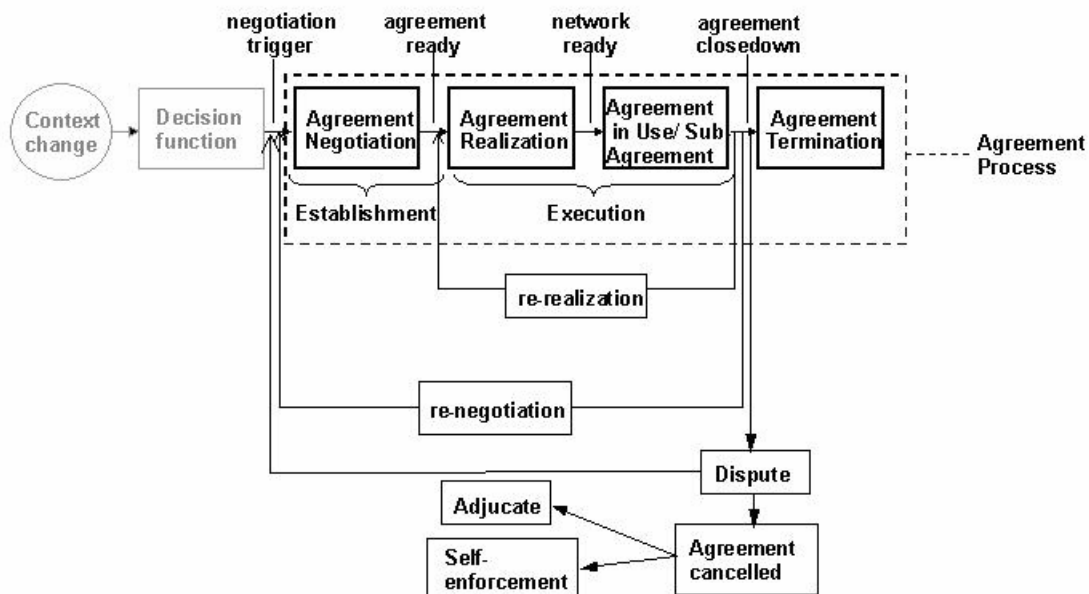 negotiation
trigger
agreement
ready
network
ready
agreement
closedown
Context
change
Decision
function
Agreement
Negotiation
Agreement
Realization
Agreement
in Use/ Sub
Agreement
Agreement
Termination
Agreement
Process
Establishment
Execution
re-realization
re-negotiation
Dispute
Adjucate
Self-
enforcement
Agreement
cancelled